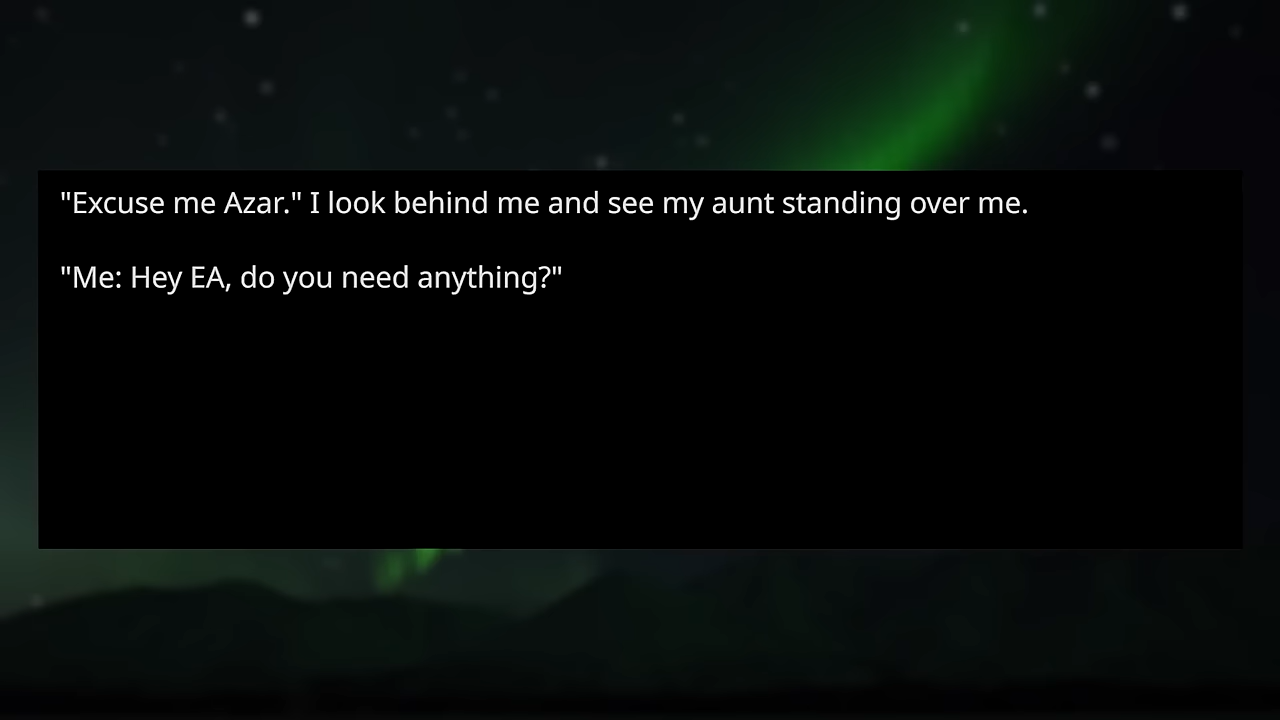 "Excuse me Azar." I look behind me and see my aunt standing over me.
"Me: Hey EA, do you need anything?"